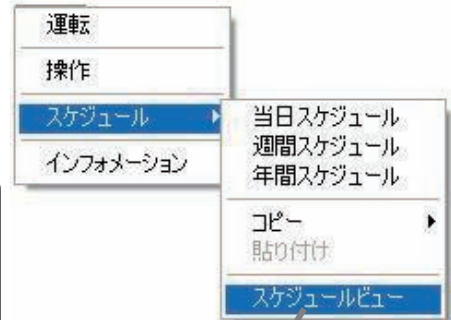 運転
操作
スケジュール
インフォメーション
当日スケジュール
週間スケジュール
年間スケジュール
コピー
貼り付け
スケジュールビュー